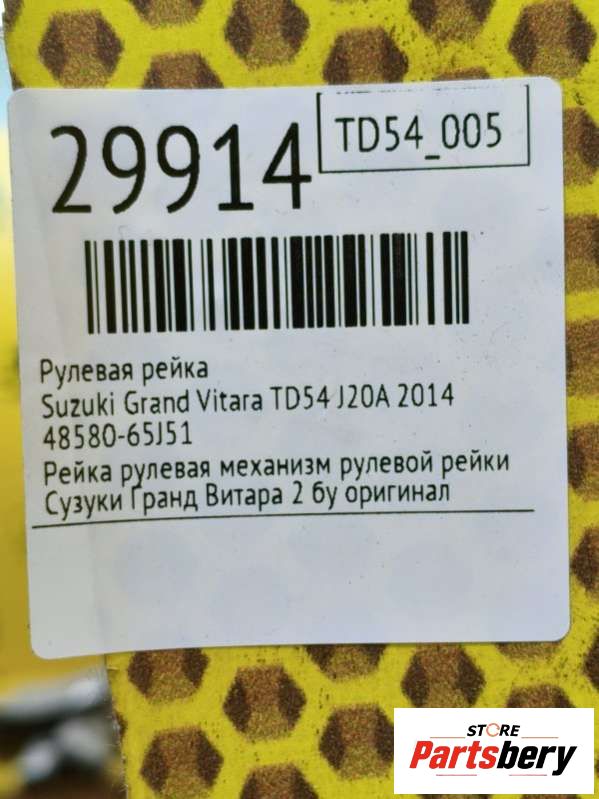 29914
TD54_005
Рулевая рейка
Suzuki Grand Vitara TD54 J20A 2014
48580-65J51
Рейка рулевая механизм рулевой рейки
Сузуки Гранд Витара 2 бу оригинал
STORE
Partsbery